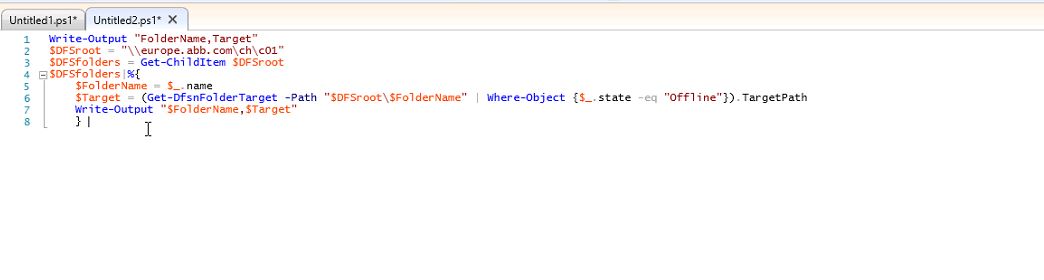 Untitled1.ps1* Untitled2.ps1* X
1 Write-Output "FolderName,Target"
2 $DFSroot = "\\europe.abb.com\ch\c01"
3 $DFSfolders = Get-ChildItem $DFSroot
4 $DFSfolders|%{
5 $FolderName = $_.name
6 $Target = (Get-DfsnFolderTarget -Path "$DFSroot\$FolderName" | Where-Object {$_.state -eq "Offline"}).TargetPath
7 Write-Output "$FolderName,$Target"
8 }